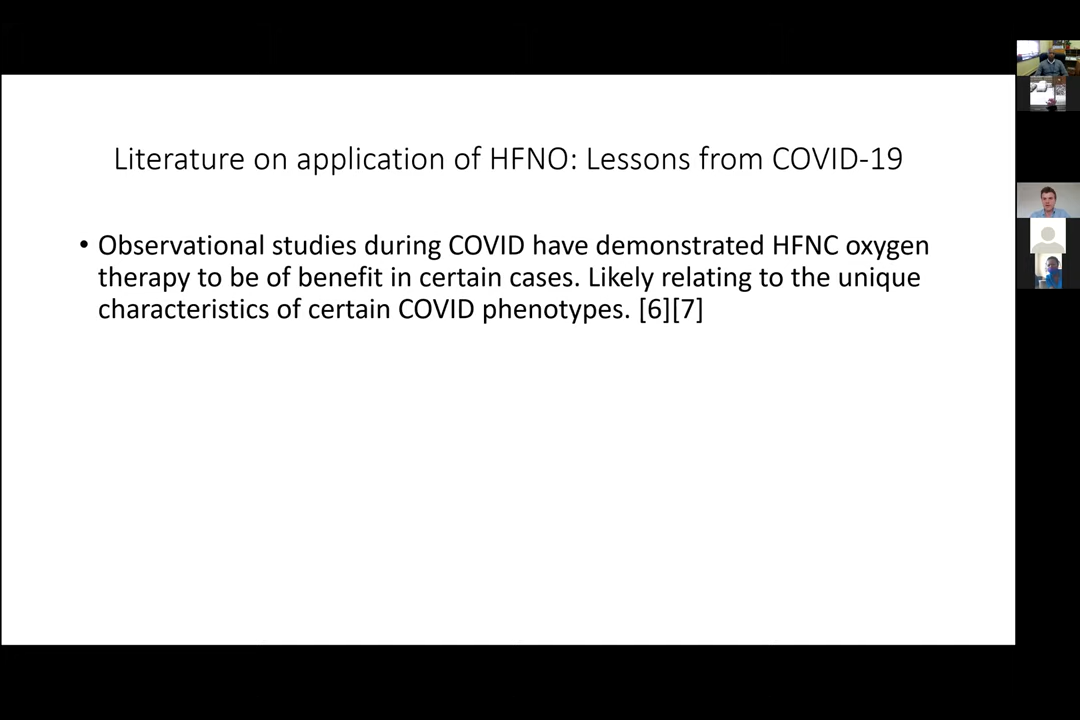 Literature on application of HFNO: Lessons from COVID-19
• Observational studies during COVID have demonstrated HFNC oxygen
therapy to be of benefit in certain cases. Likely relating to the unique
characteristics of certain COVID phenotypes. [6][7]